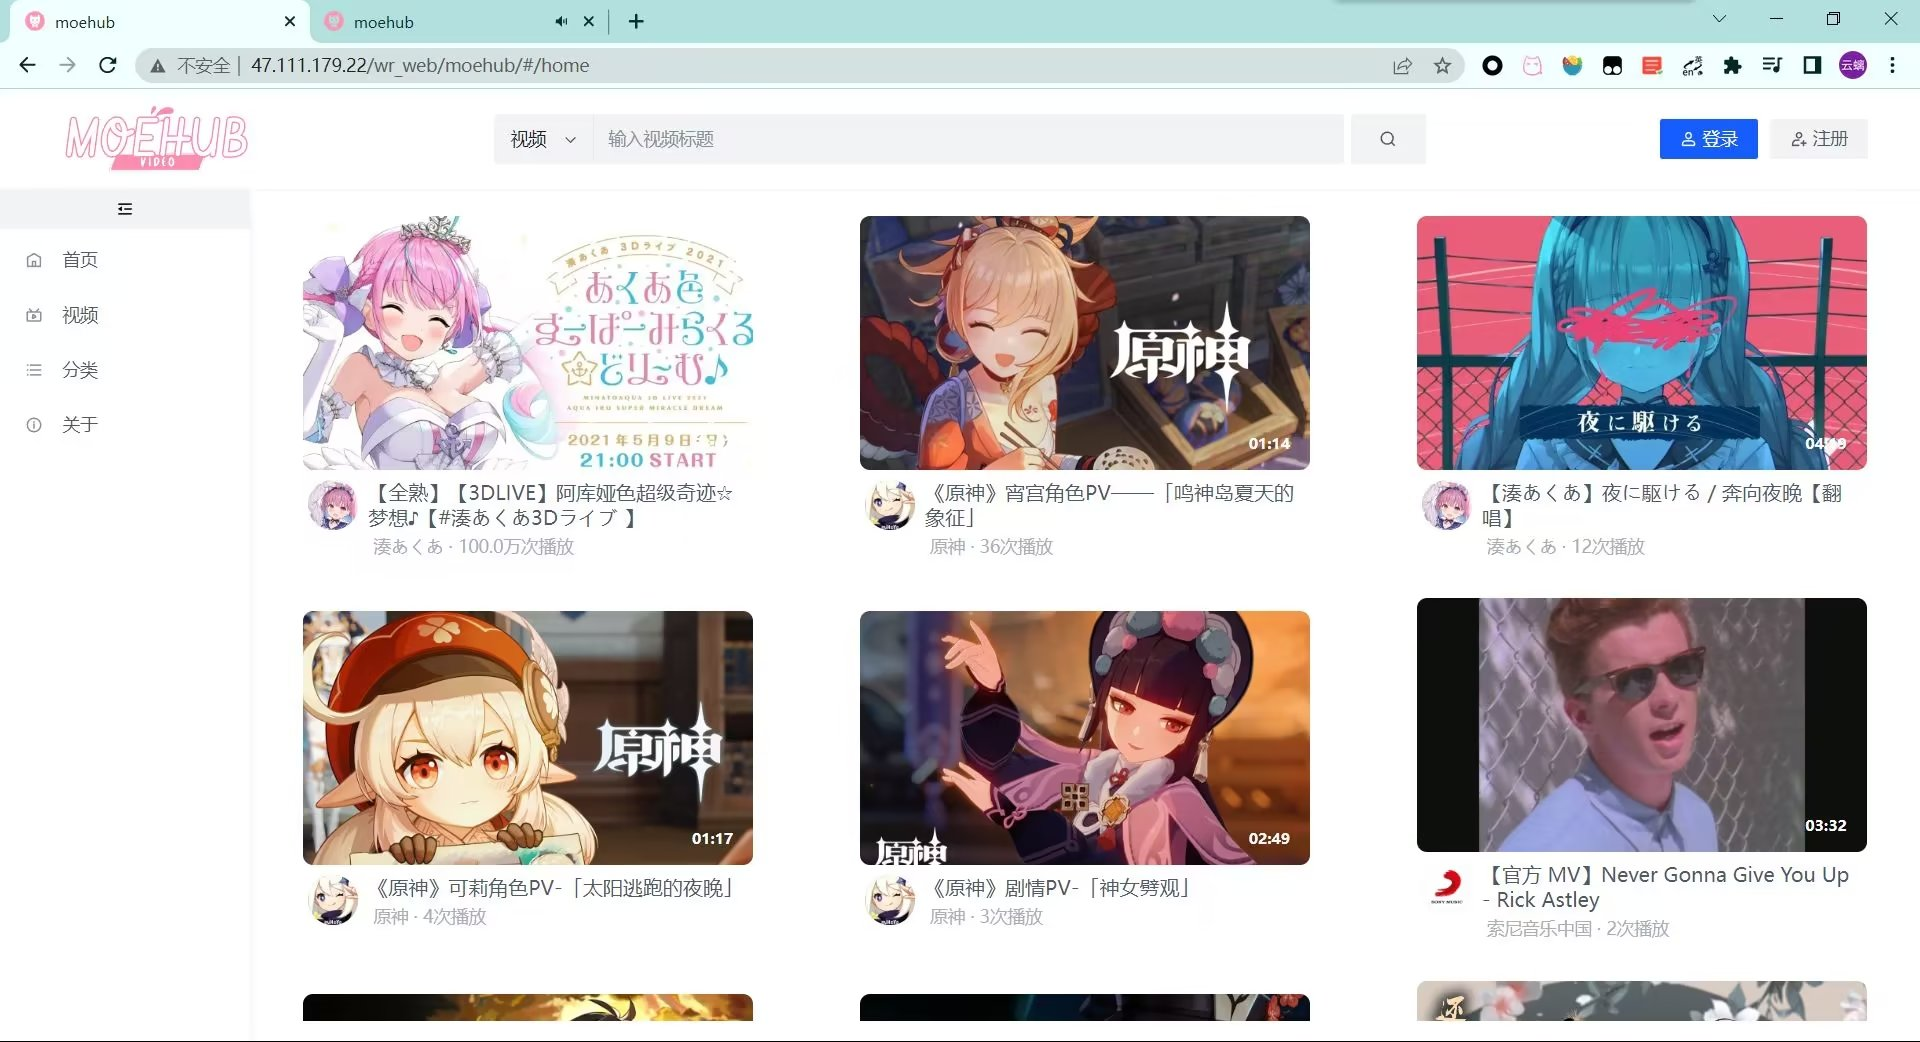 moehub
moehub
不安全 47.111.179.22/wr_web/moehub/#/home
云螭
MOEHUB
VIDEO
视频
输入视频标题
登录
注册
首页
视频
分类
关于
湊あくあ 3Dライブ 2021
あくあ色
すーぱーみらくる
どりーむ♪
MINATOAQUA 3D LIVE 2021
AQUA IRO SUPER MIRACLE DREAM
2021年5月9日(日)
21:00 START
【全熟】【3DLIVE】阿库娅色超级奇迹☆
梦想♪【#湊あくあ3Dライブ 】
湊あくあ · 100.0万次播放
原神
01:14
《原神》宵宫角色PV——「鸣神岛夏天的
象征」
原神 · 36次播放
夜に駆ける
04:19
【湊あくあ】夜に駆ける / 奔向夜晚【翻
唱】
湊あくあ · 12次播放
原神
01:17
《原神》可莉角色PV-「太阳逃跑的夜晚」
原神 · 4次播放
原神
02:49
《原神》剧情PV-「神女劈观」
原神 · 3次播放
03:32
SONY MUSIC
【官方 MV】Never Gonna Give You Up
- Rick Astley
索尼音乐中国 · 2次播放
还